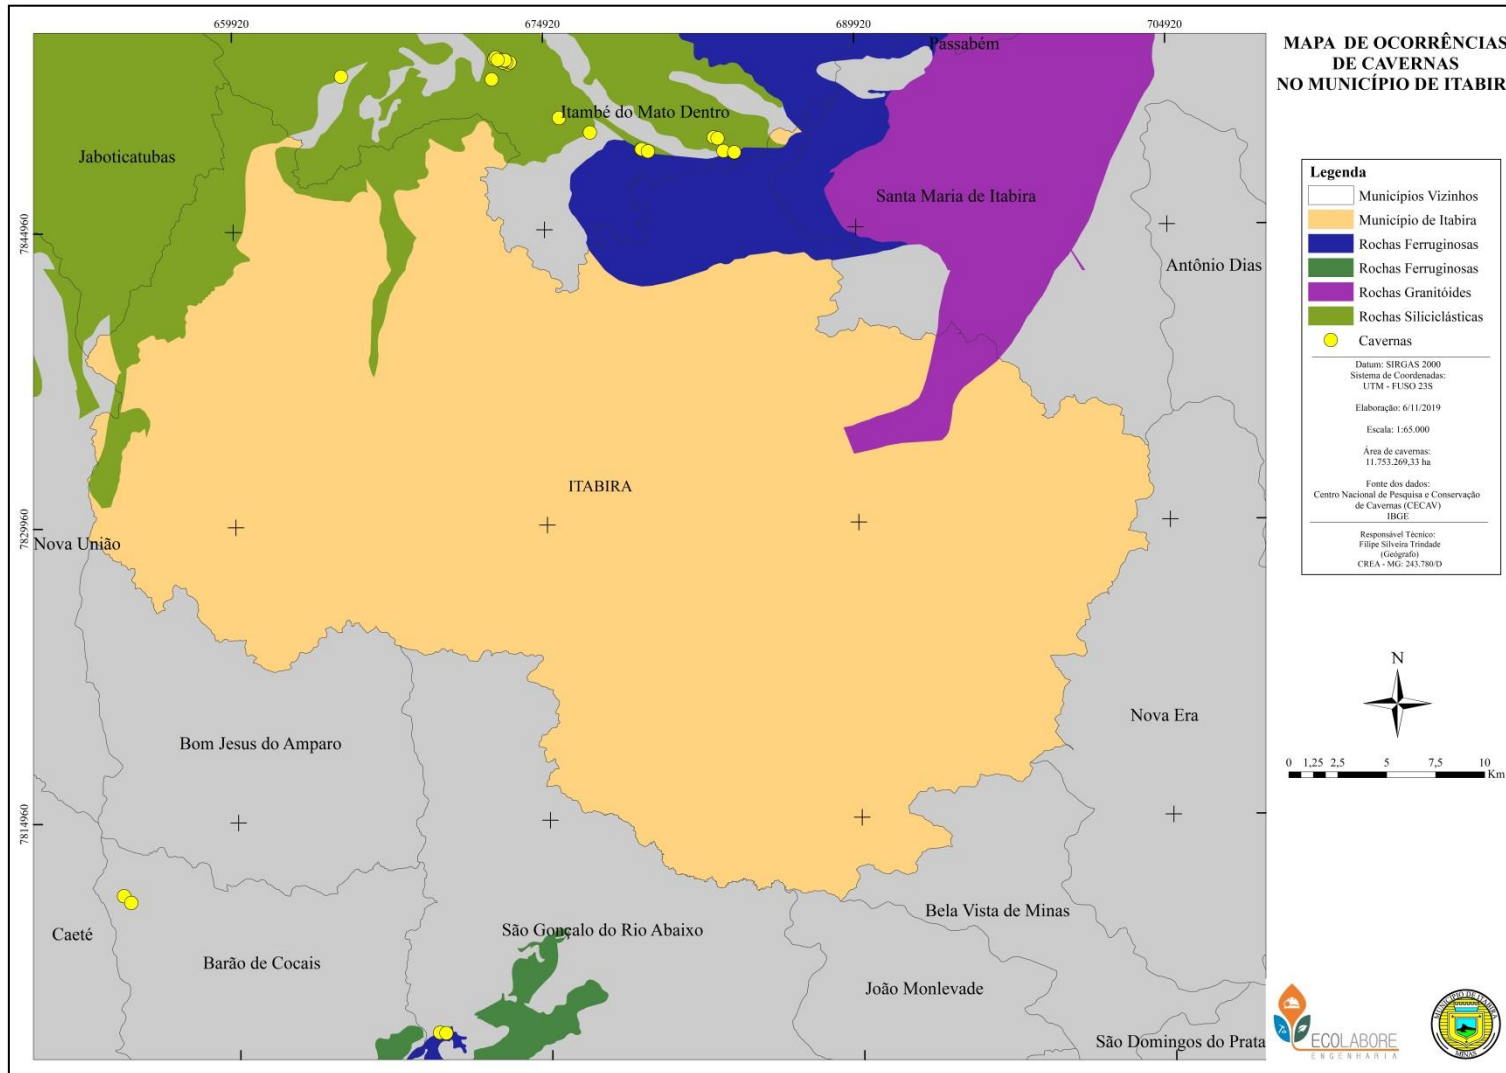 659920
674920
689920
704920
MAPA DE OCORRÊNCIAS
DE CAVERNAS
NO MUNICÍPIO DE ITABIR
Passabém
Itambé do Mato Dentro
Jaboticatubas
Santa Maria de Itabira
Antônio Dias
7844960
ITABIRA
7829960
Nova União
Nova Era
Bom Jesus do Amparo
7814960
Bela Vista de Minas
São Gonçalo do Rio Abaixo
Caeté
Barão de Cocais
João Monlevade
São Domingos do Prata
Legenda
Municípios Vizinhos
Município de Itabira
Rochas Ferruginosas
Rochas Ferruginosas
Rochas Granitóides
Rochas Siliciclásticas
Cavernas
Datum: SIRGAS 2000
Sistema de Coordenadas:
UTM - FUSO 23S
Elaboração: 6/11/2019
Escala: 1:65.000
Área de cavernas:
11.753.269,33 ha
Fonte dos dados:
Centro Nacional de Pesquisa e Conservação
de Cavernas (CECAV)
IBGE
Responsável Técnico:
Filipe Silveira Trindade
(Geógrafo)
CREA - MG: 243.780/D
N
0 1,25 2,5 5 7,5 10
Km
ECOLABORE
ENGENHARIA
MUNICÍPIO DE ITABIRA
MINAS